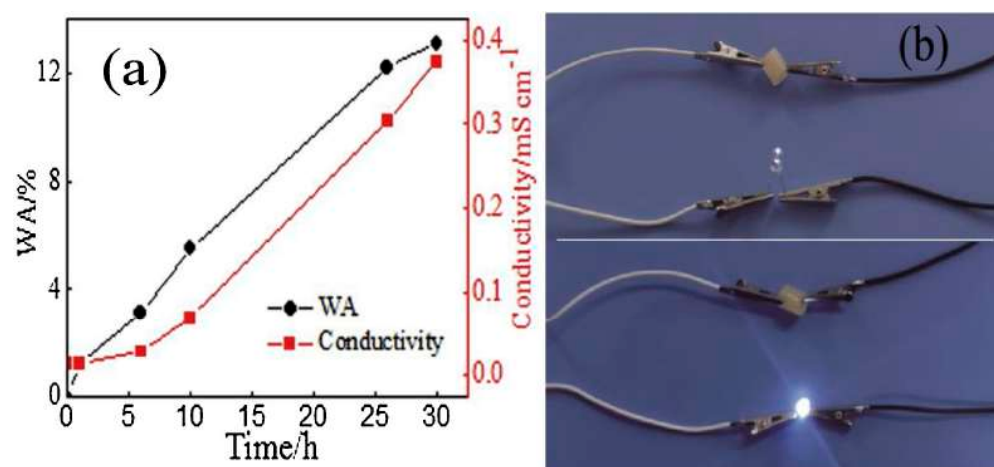 (a)
WA/%
12
8
4
0
0 5 10 15 20 25 30
Time/h
WA
Conductivity
0.4
0.3
0.2
0.1
0.0
Conductivity/mS cm⁻¹
(b)